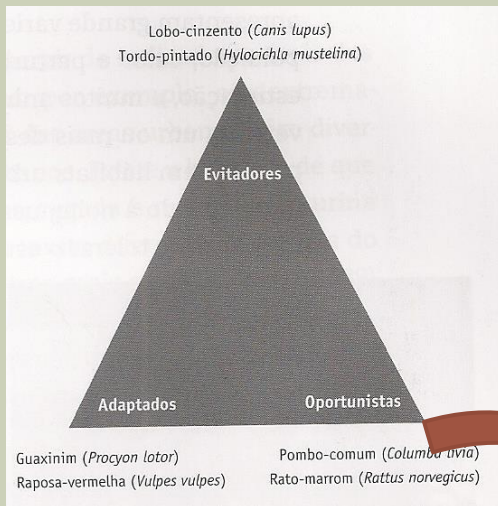 Lobo-cinzento (Canis lupus)
Tordo-pintado (Hylocichla mustelina)
Evitadores
Adaptados
Oportunistas
Guaxinim (Procyon lotor)
Raposa-vermelha (Vulpes vulpes)
Pombo-comum (Columba livia)
Rato-marrom (Rattus norvegicus)